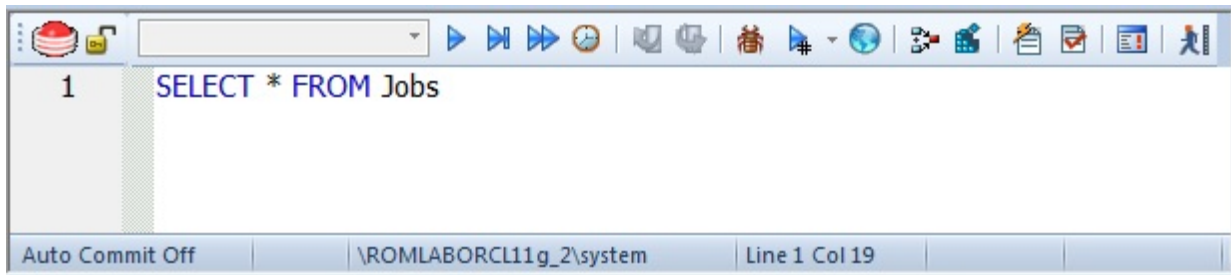 1 SELECT * FROM Jobs
Auto Commit Off \ROMLABORCL11g_2\system Line 1 Col 19